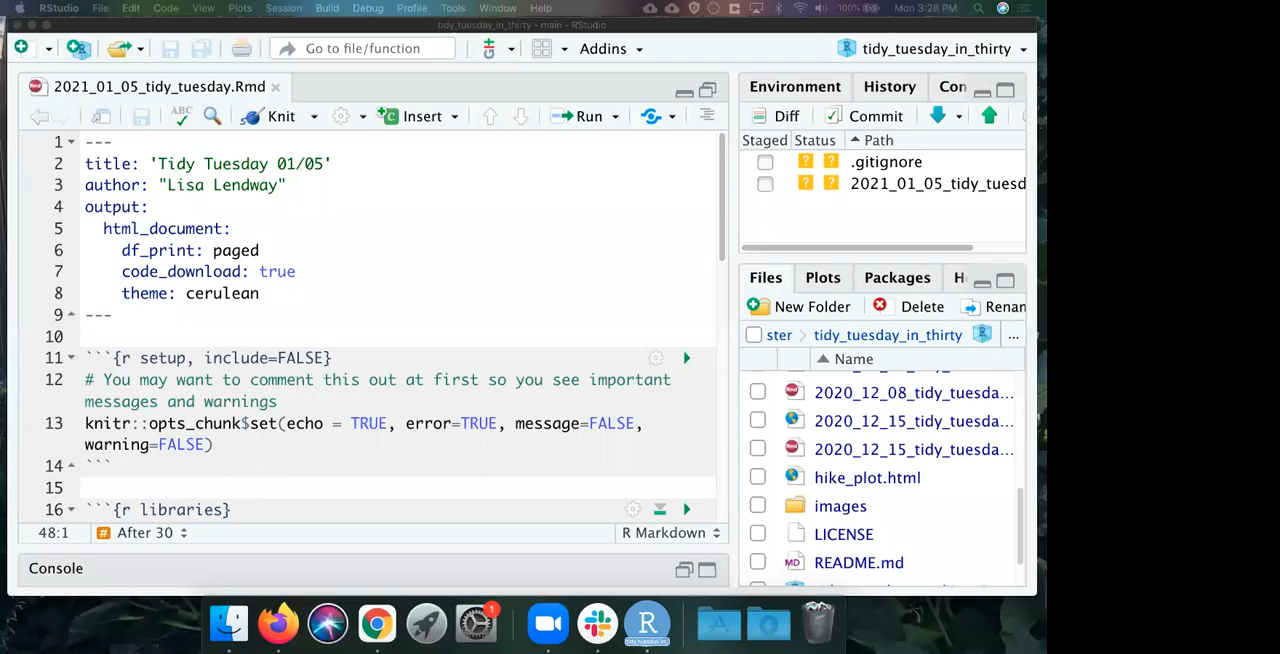 RStudio File Edit Code View Plots Session Build Debug Profile Tools Window Help 100% Mon 3:28 PM
tidy_tuesday_in_thirty - main - RStudio
Go to file/function Addins tidy_tuesday_in_thirty
2021_01_05_tidy_tuesday.Rmd
ABC Knit Insert Run
1 ---
2 title: 'Tidy Tuesday 01/05'
3 author: "Lisa Lendway"
4 output:
5 html_document:
6 df_print: paged
7 code_download: true
8 theme: cerulean
9 ---
10
11 ```{r setup, include=FALSE}
12 # You may want to comment this out at first so you see important
messages and warnings
13 knitr::opts_chunk$set(echo = TRUE, error=TRUE, message=FALSE,
warning=FALSE)
14 ```
15
16 ```{r libraries}
48:1 # After 30 R Markdown
Console
Environment History Con
Diff Commit
Staged Status Path
? ? .gitignore
? ? 2021_01_05_tidy_tuesd
Files Plots Packages H
New Folder Delete Renan
ster tidy_tuesday_in_thirty ...
Name
2020_12_08_tidy_tuesda...
2020_12_15_tidy_tuesda...
2020_12_15_tidy_tuesda...
hike_plot.html
images
LICENSE
MD README.md
1
R